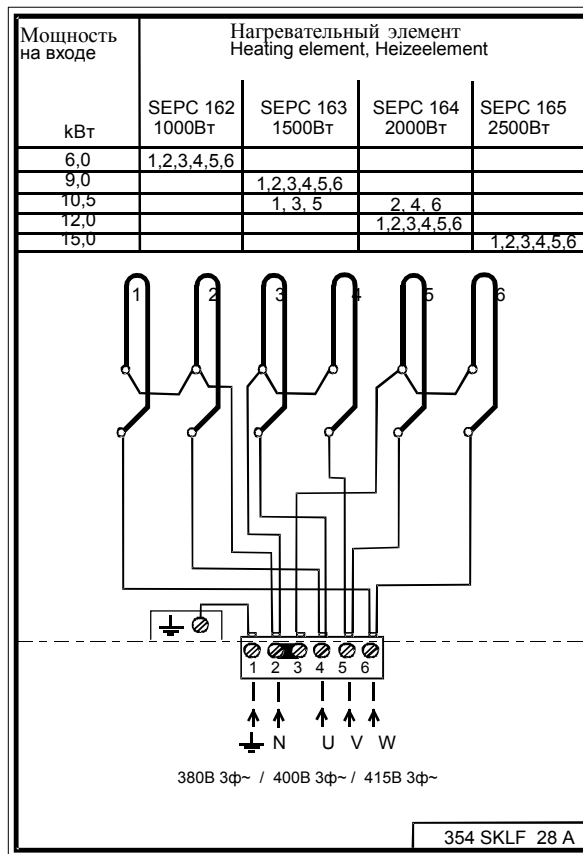 Мощность
на входе
Нагревательный элемент
Heating element, Heizeelement
кВт
SEPC 162
1000Вт
SEPC 163
1500Вт
SEPC 164
2000Вт
SEPC 165
2500Вт
6,0 1,2,3,4,5,6
9,0 1,2,3,4,5,6
10,5 1, 3, 5 2, 4, 6
12,0 1,2,3,4,5,6
15,0 1,2,3,4,5,6
1 2 3 4 5 6
1 2 3 4 5 6
N U V W
380В 3ф~ / 400В 3ф~ / 415В 3ф~
354 SKLF 28 A